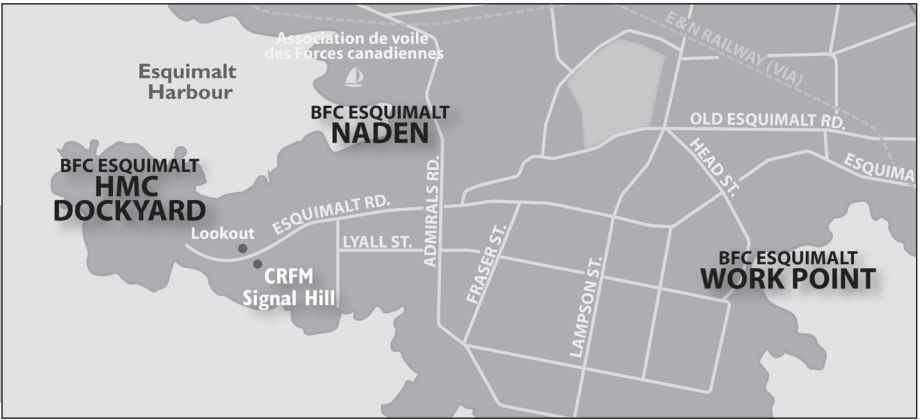 Association de voile
des Forces canadiennes
E&N RAILWAY (VIA)
Esquimalt
Harbour
BFC ESQUIMALT
NADEN
OLD ESQUIMALT RD.
HEAD ST.
ESQUIMA
BFC ESQUIMALT
HMC
DOCKYARD
ESQUIMALT RD.
ADMIRALS RD.
Lookout
LYALL ST.
FRASER ST.
LAMPSON ST.
CRFM
Signal Hill
BFC ESQUIMALT
WORK POINT